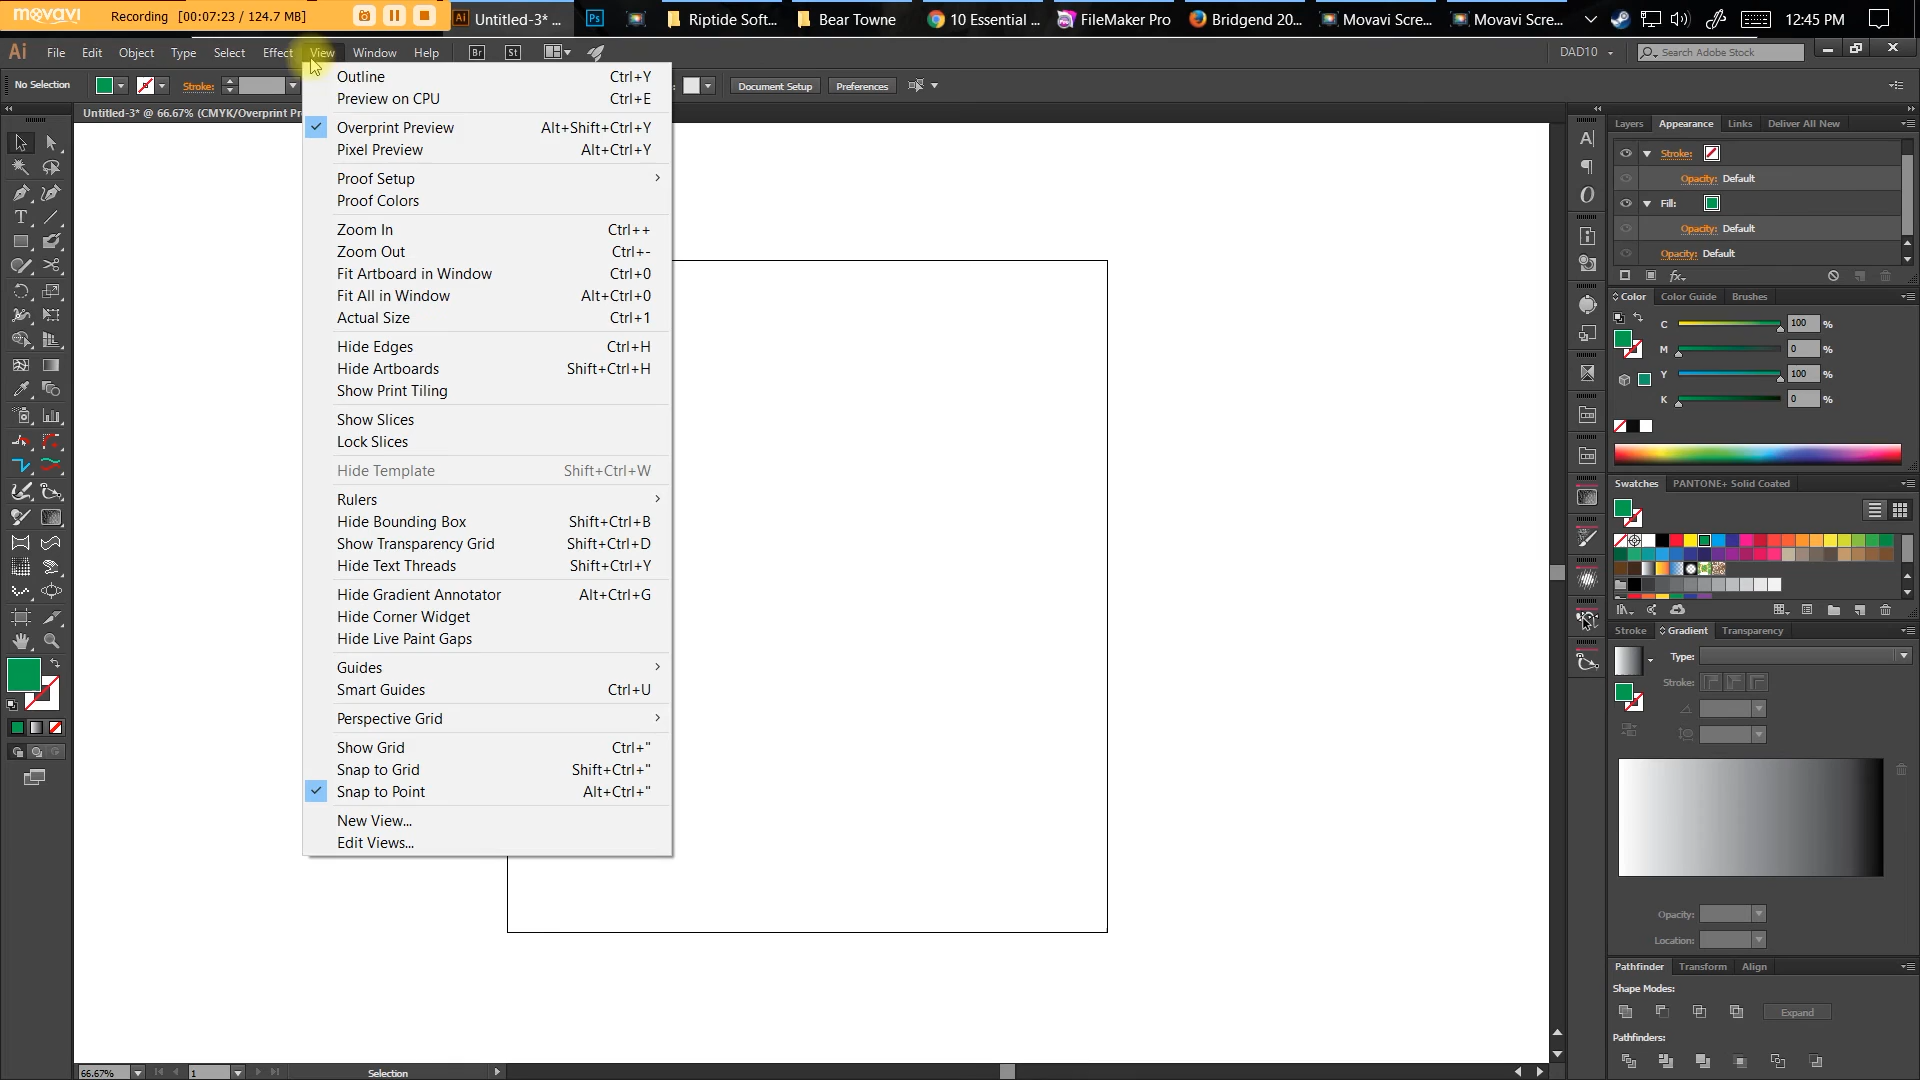 movavi Recording [00:07:23 / 124.7 MB] Untitled-3* ... Riptide Soft... Bear Towne 10 Essential ... FileMaker Pro Bridgend 20... Movavi Scre... Movavi Scre... 12:45 PM
Ai File Edit Object Type Select Effect View Window Help Br St DAD10 Search Adobe Stock
No Selection Stroke: Document Setup Preferences
Untitled-3* @ 66.67% (CMYK/Overprint Pr
Outline Ctrl+Y
Preview on CPU Ctrl+E
Overprint Preview Alt+Shift+Ctrl+Y
Pixel Preview Alt+Ctrl+Y
Proof Setup
Proof Colors
Zoom In Ctrl++
Zoom Out Ctrl+-
Fit Artboard in Window Ctrl+0
Fit All in Window Alt+Ctrl+0
Actual Size Ctrl+1
Hide Edges Ctrl+H
Hide Artboards Shift+Ctrl+H
Show Print Tiling
Show Slices
Lock Slices
Hide Template Shift+Ctrl+W
Rulers
Hide Bounding Box Shift+Ctrl+B
Show Transparency Grid Shift+Ctrl+D
Hide Text Threads Shift+Ctrl+Y
Hide Gradient Annotator Alt+Ctrl+G
Hide Corner Widget
Hide Live Paint Gaps
Guides
Smart Guides Ctrl+U
Perspective Grid
Show Grid Ctrl+"
Snap to Grid Shift+Ctrl+"
Snap to Point Alt+Ctrl+"
New View...
Edit Views...
Layers Appearance Links Deliver All New
Stroke:
Opacity: Default
Fill:
Opacity: Default
Opacity: Default
fx
Color Color Guide Brushes
C 100 %
M 0 %
Y 100 %
K 0 %
Swatches PANTONE+ Solid Coated
Stroke Gradient Transparency
Type:
Stroke:
Opacity:
Location:
Pathfinder Transform Align
Shape Modes:
Expand
Pathfinders:
66.67% 1 Selection